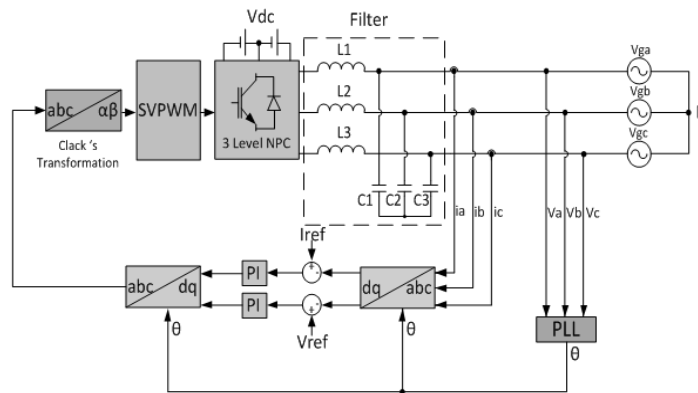 Vdc
Filter
L1
L2
L3
Vga
Vgb
Vgc
abc
αβ
SVPWM
3 Level NPC
Clack 's
Transformation
C1 C2 C3
ia ib ic
Va Vb Vc
Iref
Vref
abc dq
PI
PI
dq abc
θ
θ
PLL
θ